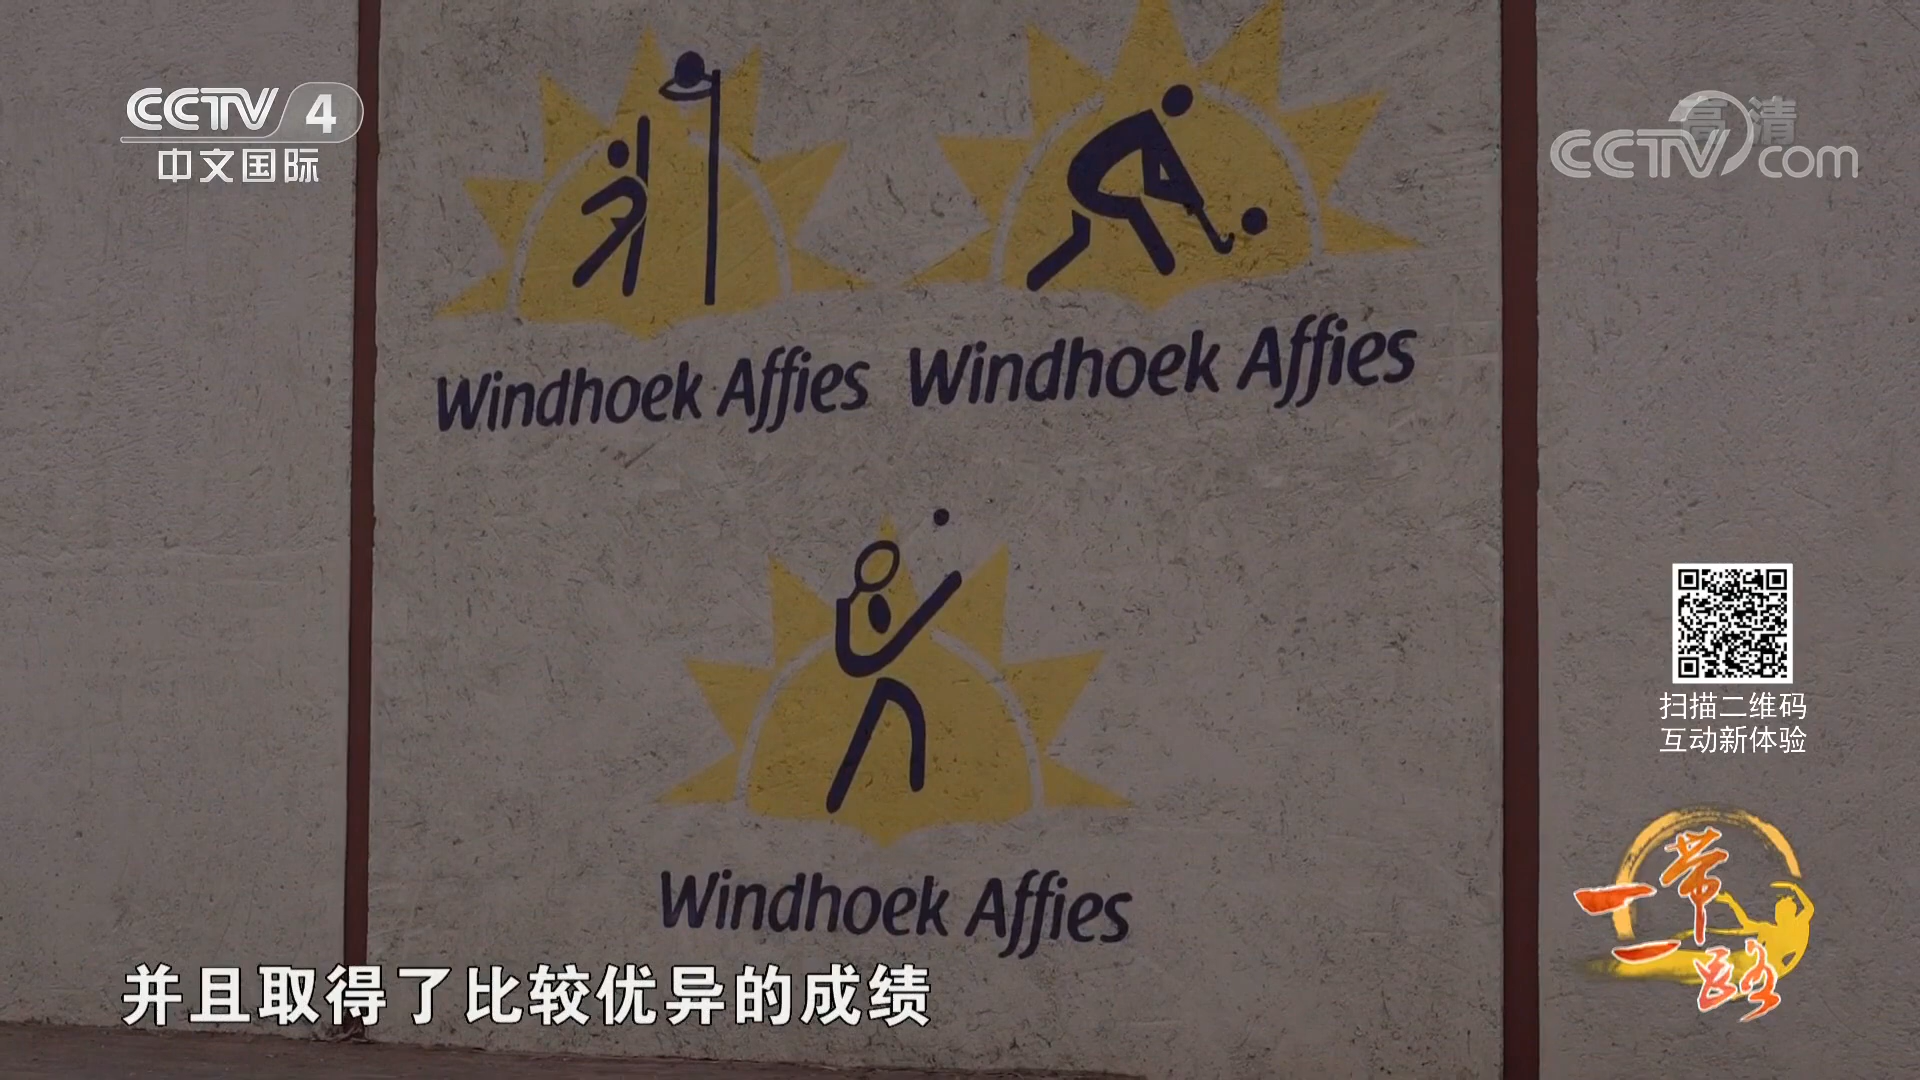 CCTV 4
中文国际
高清
CCTV.com
Windhoek Affies
Windhoek Affies
Windhoek Affies
扫描二维码
互动新体验
一带一路
并且取得了比较优异的成绩